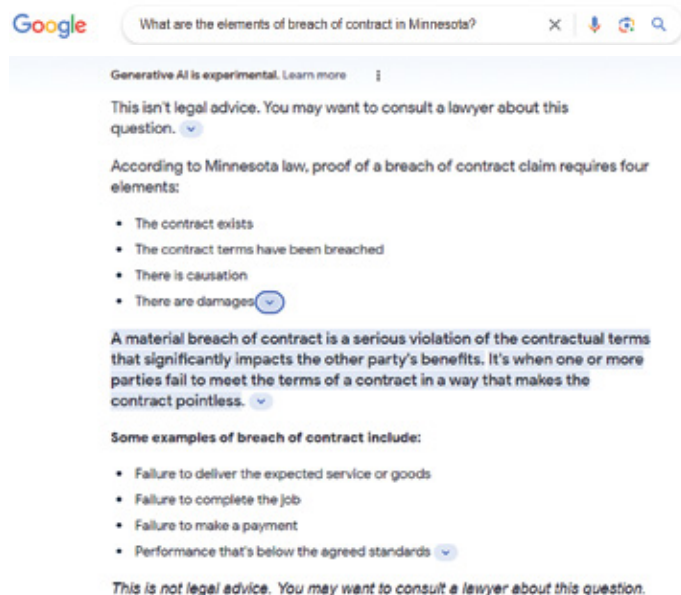 Google
What are the elements of breach of contract in Minnesota?
Generative AI is experimental. Learn more
This isn't legal advice. You may want to consult a lawyer about this
question.
According to Minnesota law, proof of a breach of contract claim requires four
elements:
• The contract exists
• The contract terms have been breached
• There is causation
• There are damages
A material breach of contract is a serious violation of the contractual terms
that significantly impacts the other party's benefits. It's when one or more
parties fail to meet the terms of a contract in a way that makes the
contract pointless.
Some examples of breach of contract include:
• Failure to deliver the expected service or goods
• Failure to complete the job
• Failure to make a payment
• Performance that's below the agreed standards
This is not legal advice. You may want to consult a lawyer about this question.